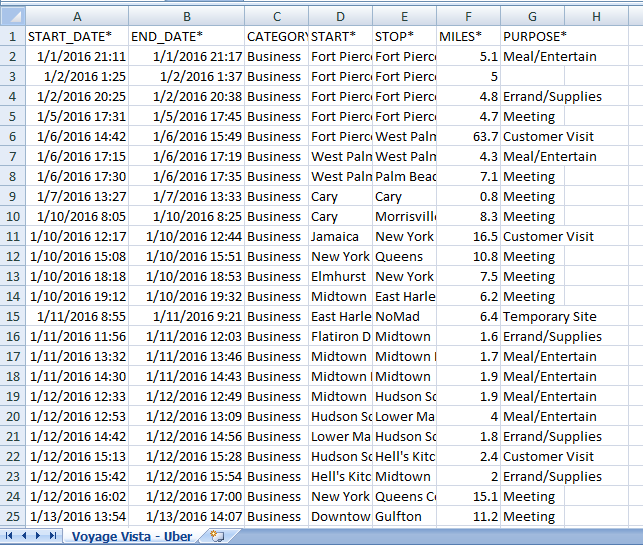 A B C D E F G H
1 START_DATE* END_DATE* CATEGORY START* STOP* MILES* PURPOSE*
2 1/1/2016 21:11 1/1/2016 21:17 Business Fort Pierc Fort Pierc 5.1 Meal/Entertain
3 1/2/2016 1:25 1/2/2016 1:37 Business Fort Pierc Fort Pierc 5
4 1/2/2016 20:25 1/2/2016 20:38 Business Fort Pierc Fort Pierc 4.8 Errand/Supplies
5 1/5/2016 17:31 1/5/2016 17:45 Business Fort Pierc Fort Pierc 4.7 Meeting
6 1/6/2016 14:42 1/6/2016 15:49 Business Fort Pierc West Palm 63.7 Customer Visit
7 1/6/2016 17:15 1/6/2016 17:19 Business West Palm West Palm 4.3 Meal/Entertain
8 1/6/2016 17:30 1/6/2016 17:35 Business West Palm Palm Beac 7.1 Meeting
9 1/7/2016 13:27 1/7/2016 13:33 Business Cary Cary 0.8 Meeting
10 1/10/2016 8:05 1/10/2016 8:25 Business Cary Morrisville 8.3 Meeting
11 1/10/2016 12:17 1/10/2016 12:44 Business Jamaica New York 16.5 Customer Visit
12 1/10/2016 15:08 1/10/2016 15:51 Business New York Queens 10.8 Meeting
13 1/10/2016 18:18 1/10/2016 18:53 Business Elmhurst New York 7.5 Meeting
14 1/10/2016 19:12 1/10/2016 19:32 Business Midtown East Harle 6.2 Meeting
15 1/11/2016 8:55 1/11/2016 9:21 Business East Harle NoMad 6.4 Temporary Site
16 1/11/2016 11:56 1/11/2016 12:03 Business Flatiron D Midtown 1.6 Errand/Supplies
17 1/11/2016 13:32 1/11/2016 13:46 Business Midtown Midtown 1.7 Meal/Entertain
18 1/11/2016 14:30 1/11/2016 14:43 Business Midtown Midtown 1.9 Meal/Entertain
19 1/12/2016 12:33 1/12/2016 12:49 Business Midtown Hudson Sc 1.9 Meal/Entertain
20 1/12/2016 12:53 1/12/2016 13:09 Business Hudson Sc Lower Ma 4 Meal/Entertain
21 1/12/2016 14:42 1/12/2016 14:56 Business Lower Ma Hudson Sc 1.8 Errand/Supplies
22 1/12/2016 15:13 1/12/2016 15:28 Business Hudson Sc Hell's Kitc 2.4 Customer Visit
23 1/12/2016 15:42 1/12/2016 15:54 Business Hell's Kitc Midtown 2 Errand/Supplies
24 1/12/2016 16:02 1/12/2016 17:00 Business New York Queens Co 15.1 Meeting
25 1/13/2016 13:54 1/13/2016 14:07 Business Downtow Gulfton 11.2 Meeting
Voyage Vista - Uber